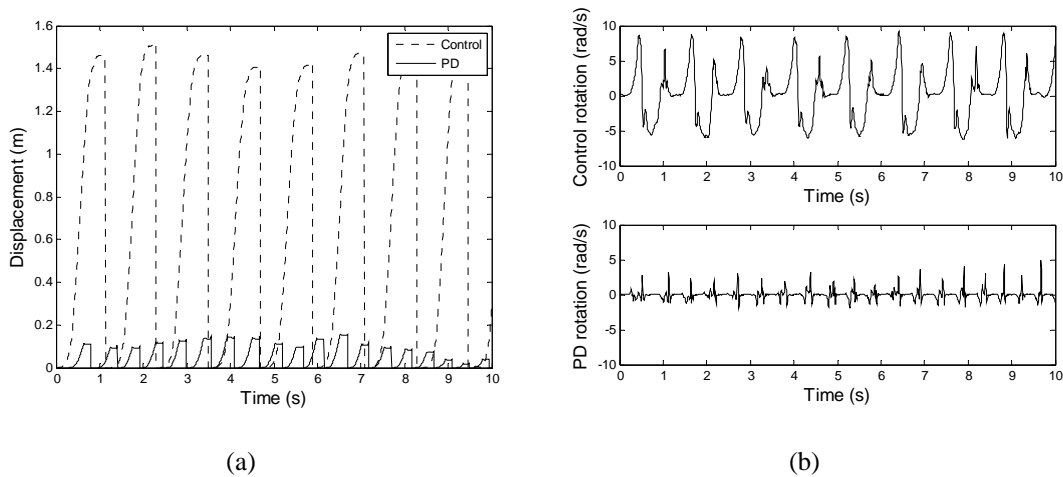 1.6
1.4
1.2
1
0.8
0.6
0.4
0.2
0
Displacement (m)
Control
PD
0 1 2 3 4 5 6 7 8 9 10
Time (s)
(a)
10
5
0
-5
-10
Control rotation (rad/s)
0 1 2 3 4 5 6 7 8 9 10
Time (s)
10
5
0
-5
-10
PD rotation (rad/s)
0 1 2 3 4 5 6 7 8 9 10
Time (s)
(b)